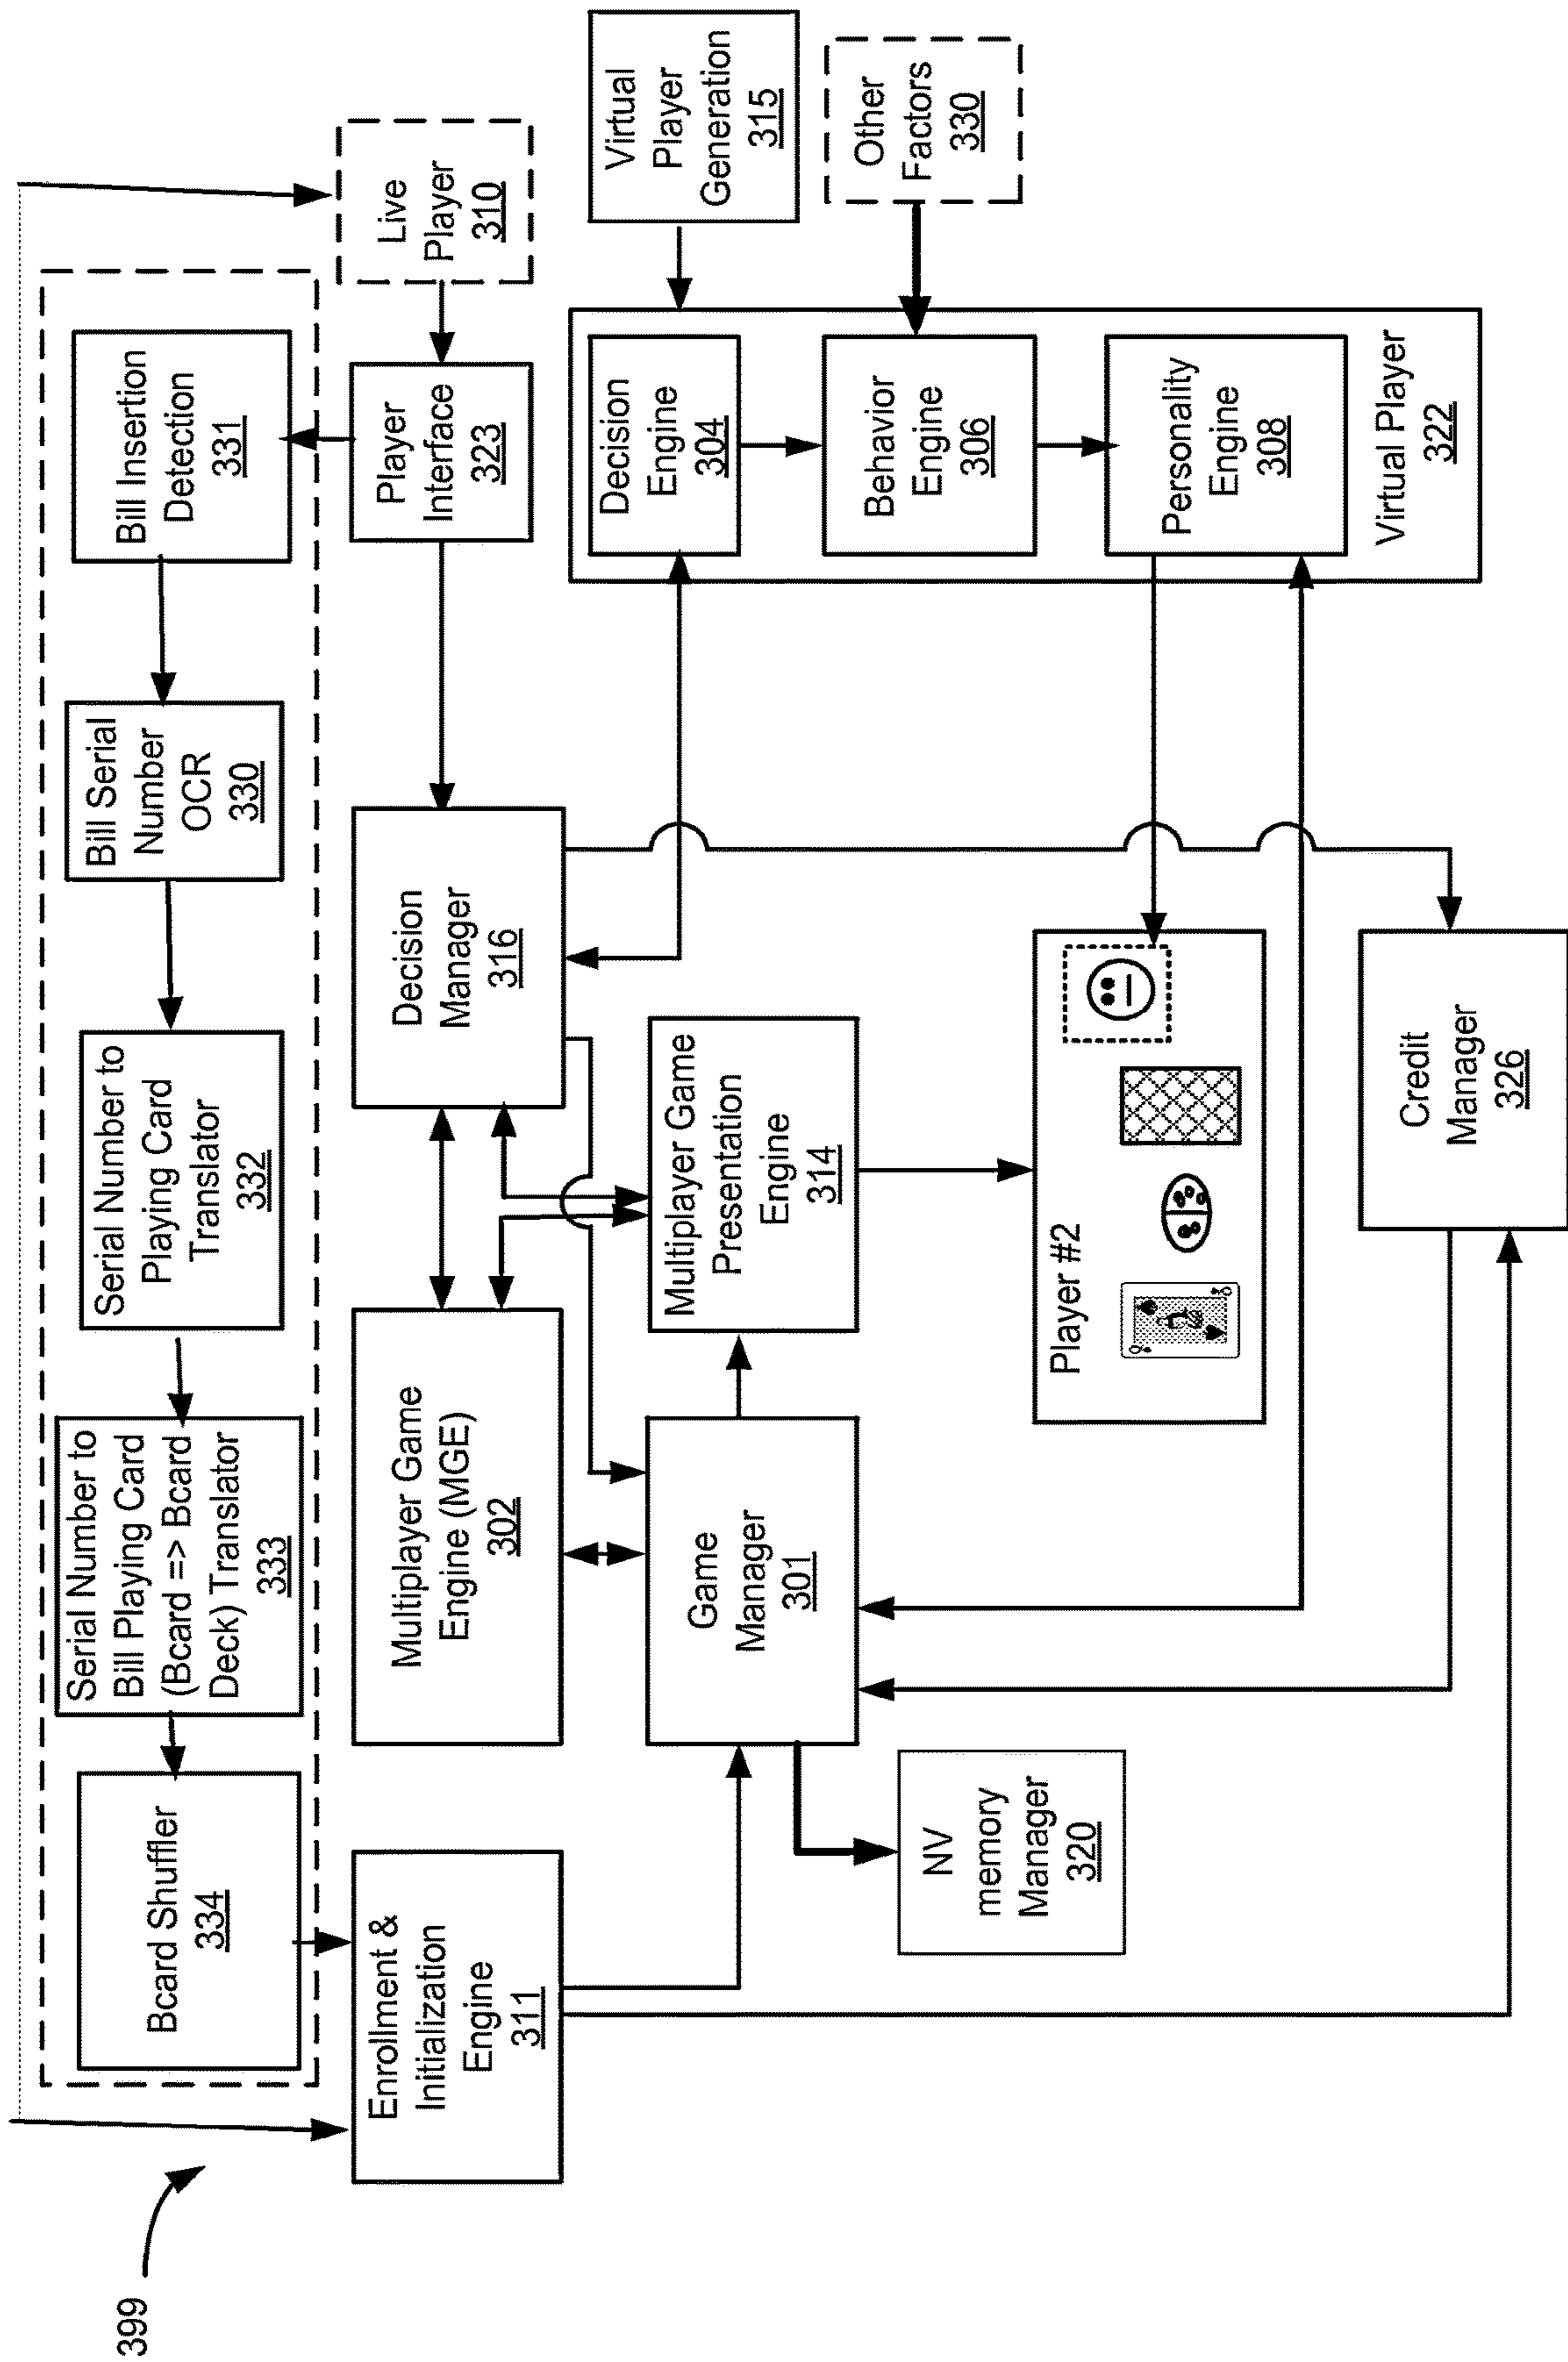 399
Bcard Shuffler
334
Serial Number to
Bill Playing Card
(Bcard => Bcard
Deck) Translator
333
Serial Number to
Playing Card
Translator
332
Bill Serial
Number
OCR
330
Bill Insertion
Detection
331
Enrollment &
Initialization
Engine
311
Multiplayer Game
Engine (MGE)
302
Decision
Manager
316
Player
Interface
323
Live
Player
310
Game
Manager
301
Multiplayer Game
Presentation
Engine
314
Decision
Engine
304
Virtual
Player
Generation
315
Behavior
Engine
306
Other
Factors
330
NV
memory
Manager
320
Player #2
Q
Q
Personality
Engine
308
Virtual Player
322
Credit
Manager
326